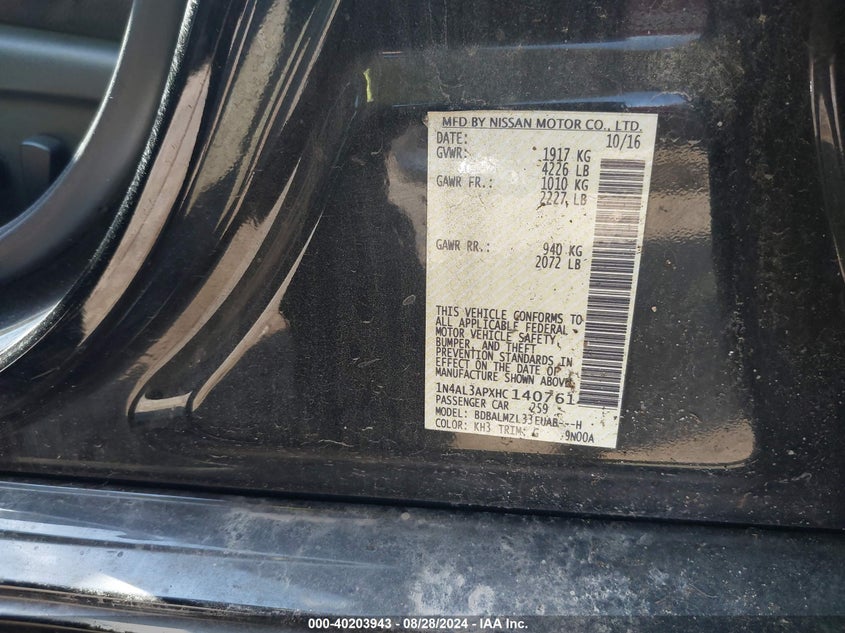 MFD BY NISSAN MOTOR CO., LTD.
DATE: 10/16
GVWR: 1917 KG
4226 LB
GAWR FR.: 1010 KG
2227 LB
GAWR RR.: 940 KG
2072 LB
THIS VEHICLE CONFORMS TO
ALL APPLICABLE FEDERAL
MOTOR VEHICLE SAFETY,
BUMPER, AND THEFT
PREVENTION STANDARDS IN
EFFECT ON THE DATE OF
MANUFACTURE SHOWN ABOVE.
1N4AL3APXHC140761
PASSENGER CAR 259
MODEL: BDBALMZL33EUAB---H
COLOR: KH3 TRIM: 9N00A
000-40203943 - 08/28/2024 - IAA, Inc.